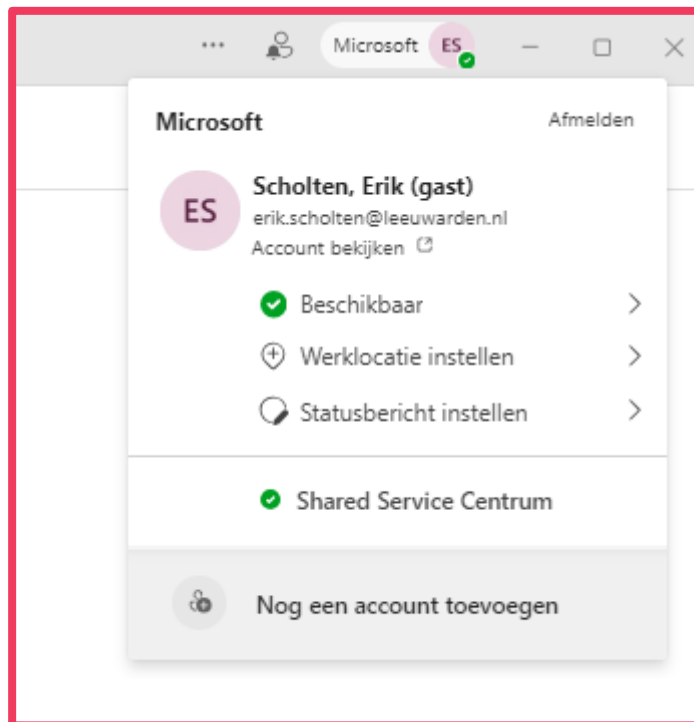 ... Microsoft ES
Microsoft Afmelden
ES
Scholten, Erik (gast)
erik.scholten@leeuwarden.nl
Account bekijken
Beschikbaar
Werklocatie instellen
Statusbericht instellen
Shared Service Centrum
Nog een account toevoegen